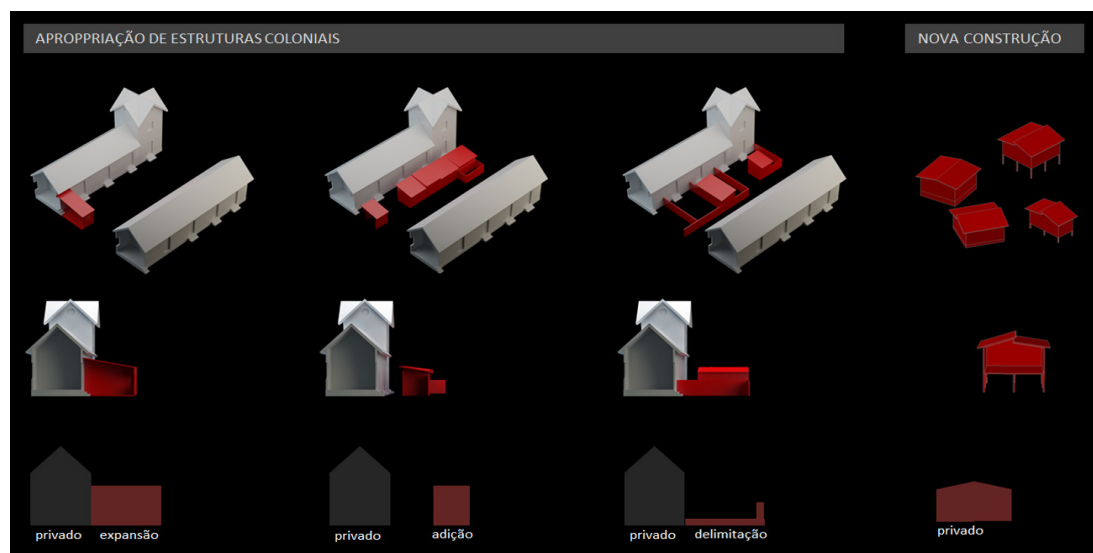 APROPPRIAÇÃO DE ESTRUTURAS COLONIAIS
NOVA CONSTRUÇÃO
privado expansão
privado adição
privado delimitação
privado